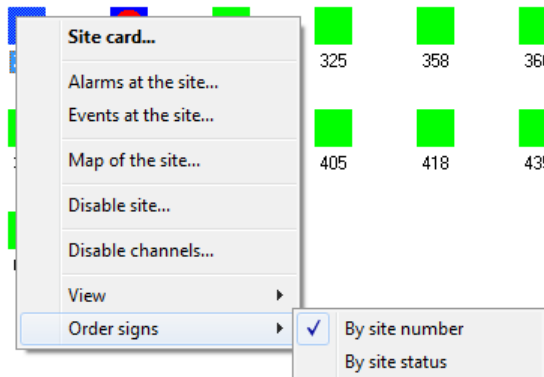 Site card...
325 358
Alarms at the site...
Events at the site...
Map of the site...
405 418
Disable site...
Disable channels...
View
Order signs
By site number
By site status